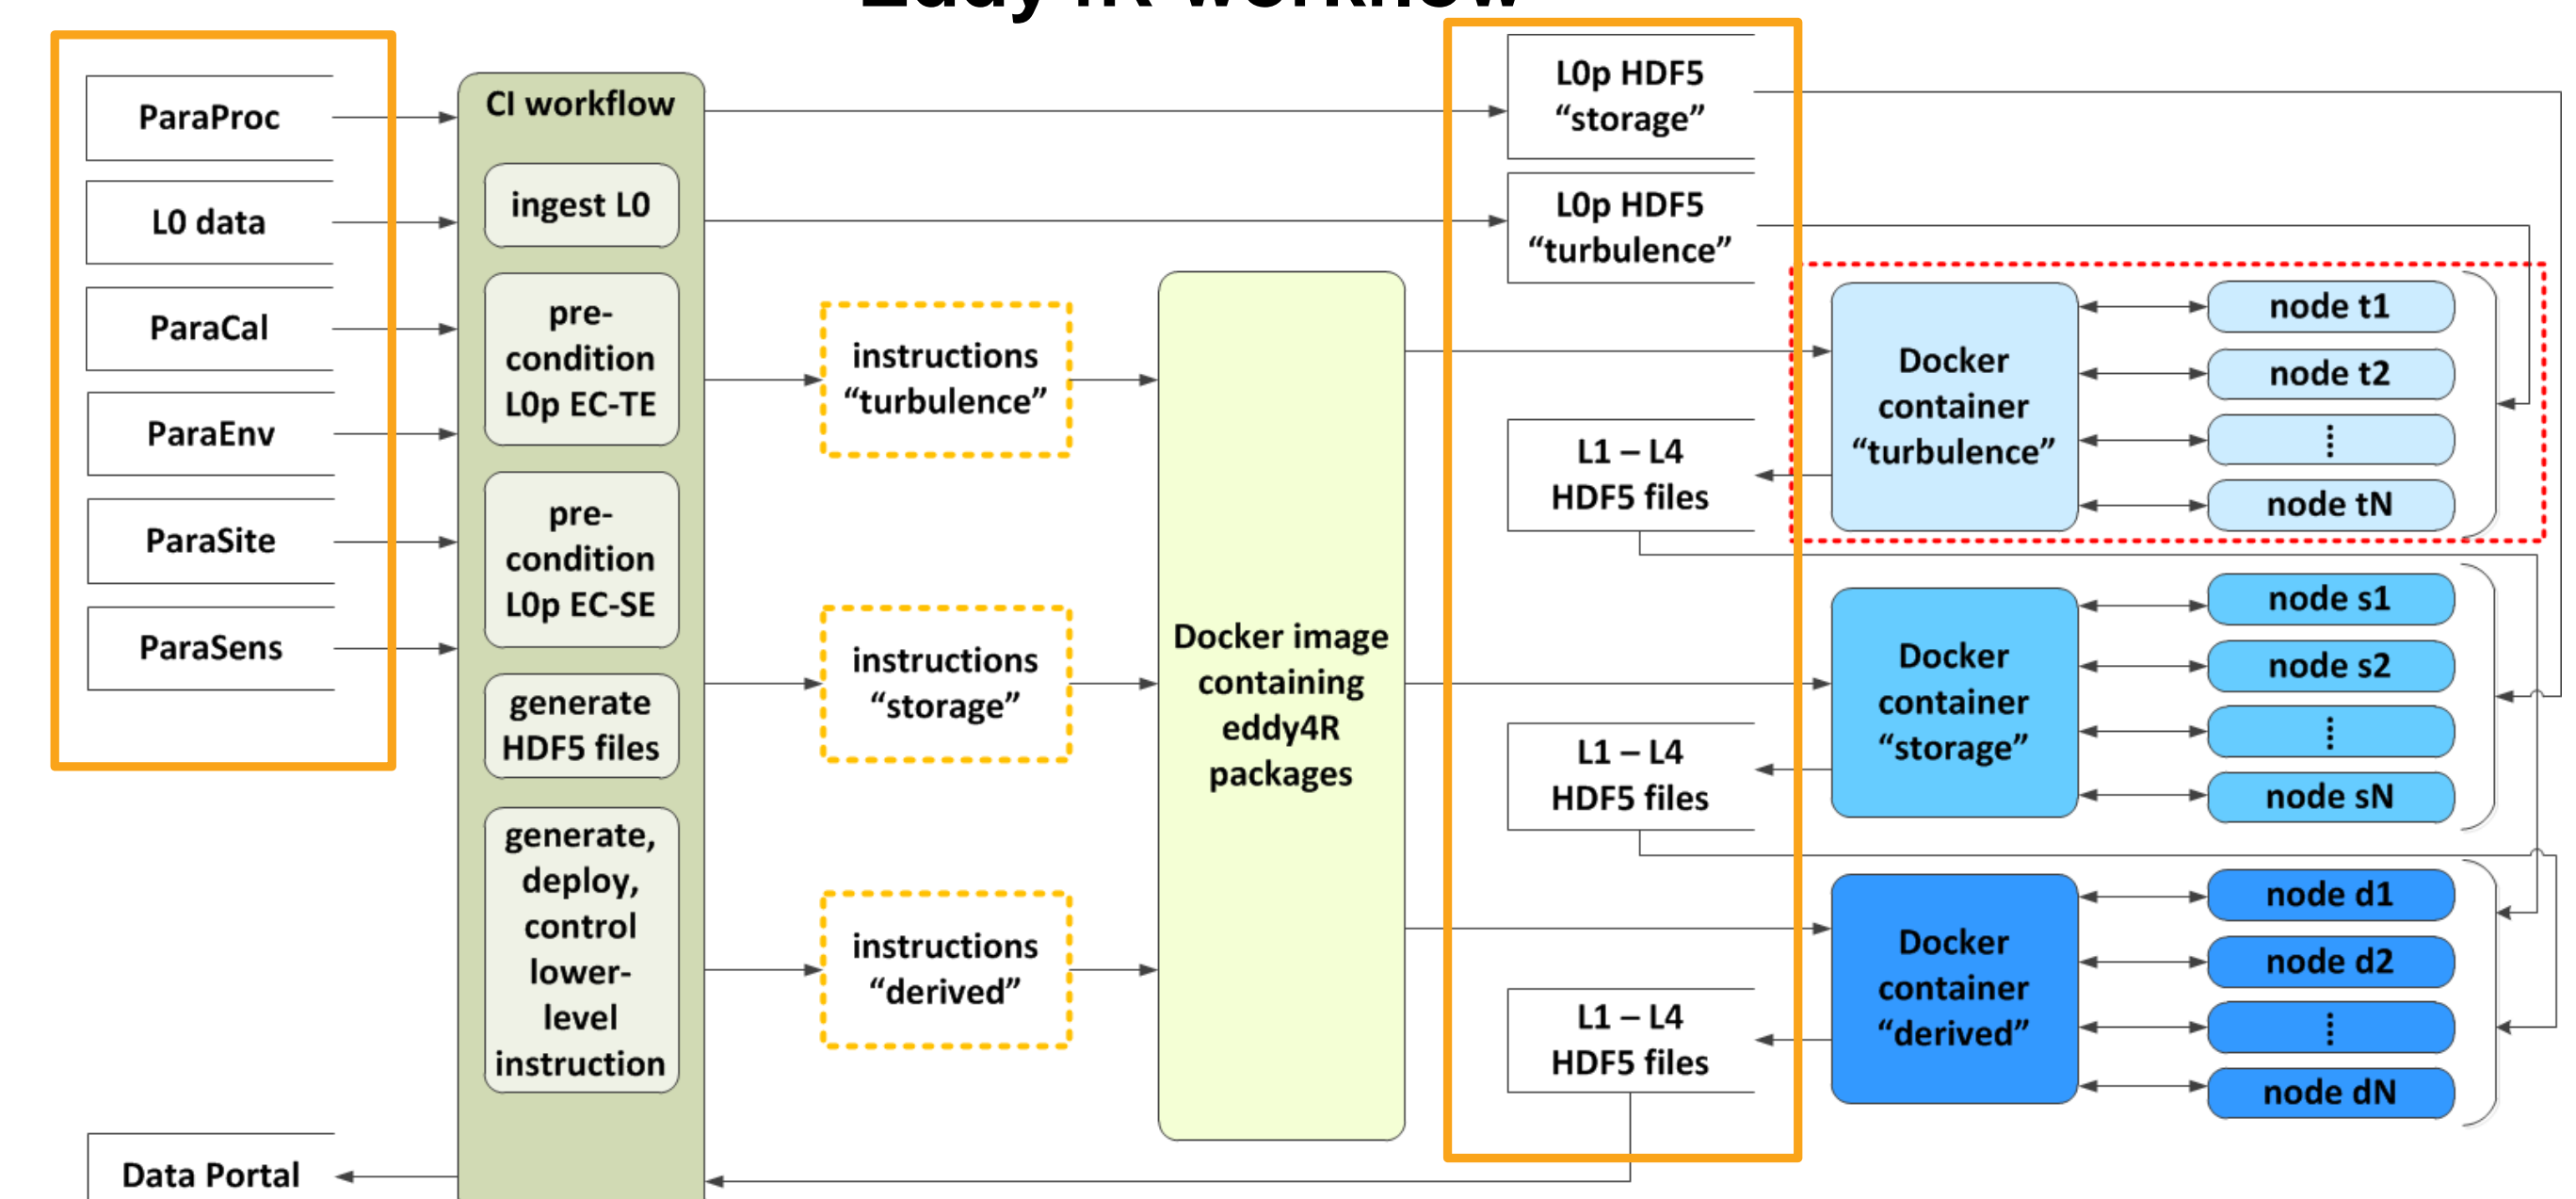 ParaProc
L0 data
ParaCal
ParaEnv
ParaSite
ParaSens
Data Portal
CI workflow
ingest L0
pre-
condition
L0p EC-TE
pre-
condition
L0p EC-SE
generate
HDF5 files
generate,
deploy,
control
lower-
level
instruction
instructions
“turbulence”
instructions
“storage”
instructions
“derived”
Docker image
containing
eddy4R
packages
L0p HDF5
“storage”
L0p HDF5
“turbulence”
L1 – L4
HDF5 files
L1 – L4
HDF5 files
L1 – L4
HDF5 files
Docker
container
“turbulence”
node t1
node t2
⋮
node tN
Docker
container
“storage”
node s1
node s2
⋮
node sN
Docker
container
“derived”
node d1
node d2
⋮
node dN